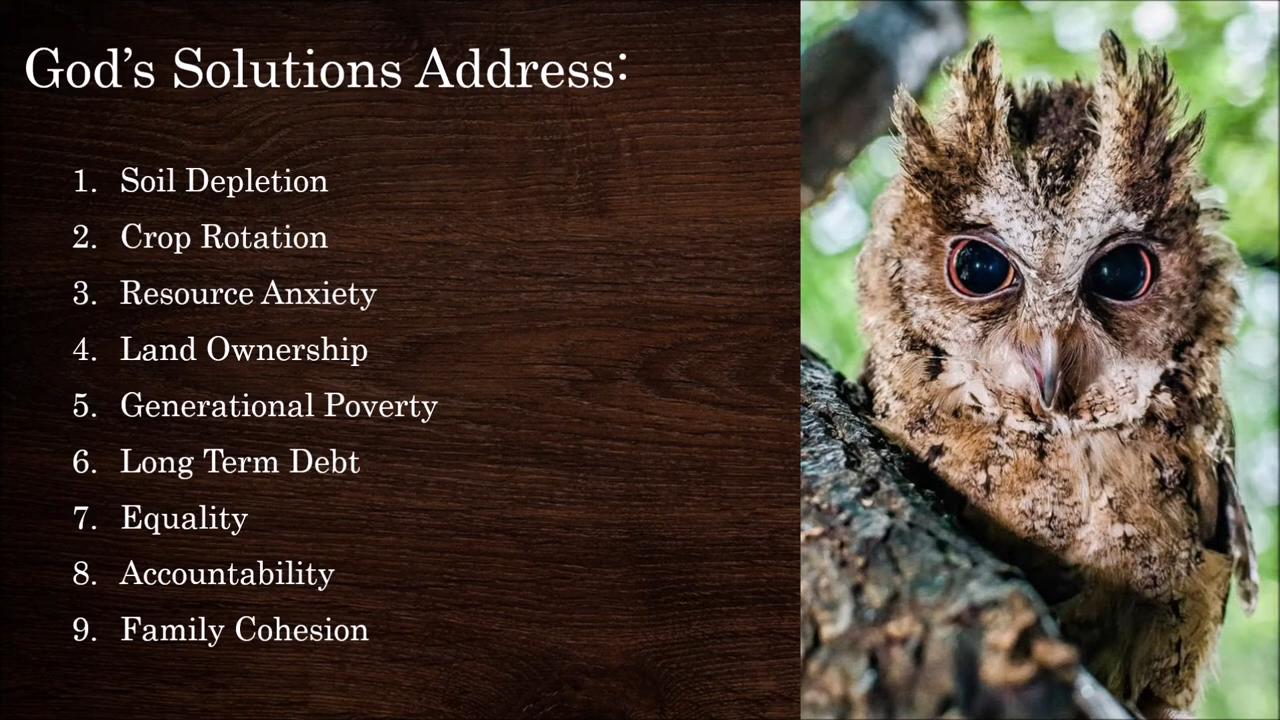 God’s Solutions Address:
1. Soil Depletion
2. Crop Rotation
3. Resource Anxiety
4. Land Ownership
5. Generational Poverty
6. Long Term Debt
7. Equality
8. Accountability
9. Family Cohesion